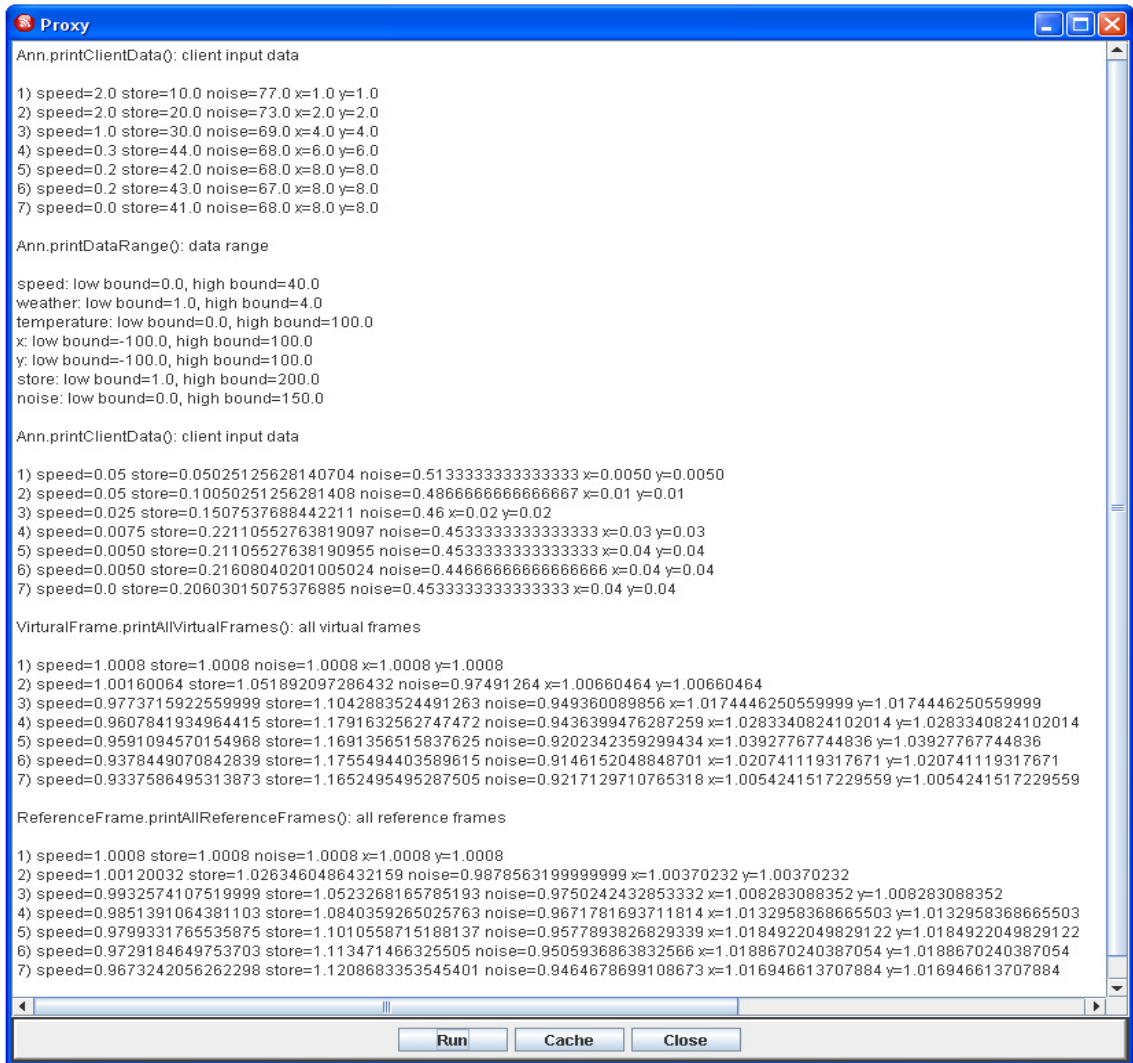 Proxy
Ann.printClientData(): client input data
1) speed=2.0 store=10.0 noise=77.0 x=1.0 y=1.0
2) speed=2.0 store=20.0 noise=73.0 x=2.0 y=2.0
3) speed=1.0 store=30.0 noise=69.0 x=4.0 y=4.0
4) speed=0.3 store=44.0 noise=68.0 x=6.0 y=6.0
5) speed=0.2 store=42.0 noise=68.0 x=8.0 y=8.0
6) speed=0.2 store=43.0 noise=67.0 x=8.0 y=8.0
7) speed=0.0 store=41.0 noise=68.0 x=8.0 y=8.0
Ann.printDataRange(): data range
speed: low bound=0.0, high bound=40.0
weather: low bound=1.0, high bound=4.0
temperature: low bound=0.0, high bound=100.0
x: low bound=-100.0, high bound=100.0
y: low bound=-100.0, high bound=100.0
store: low bound=1.0, high bound=200.0
noise: low bound=0.0, high bound=150.0
Ann.printClientData(): client input data
1) speed=0.05 store=0.05025125628140704 noise=0.5133333333333333 x=0.0050 y=0.0050
2) speed=0.05 store=0.10050251256281408 noise=0.4866666666666667 x=0.01 y=0.01
3) speed=0.025 store=0.1507537688442211 noise=0.46 x=0.02 y=0.02
4) speed=0.0075 store=0.22110552763819097 noise=0.4533333333333333 x=0.03 y=0.03
5) speed=0.0050 store=0.21105527638190955 noise=0.4533333333333333 x=0.04 y=0.04
6) speed=0.0050 store=0.21608040201005024 noise=0.44666666666666666 x=0.04 y=0.04
7) speed=0.0 store=0.20603015075376885 noise=0.4533333333333333 x=0.04 y=0.04
VirturalFrame.printAllVirtualFrames(): all virtual frames
1) speed=1.0008 store=1.0008 noise=1.0008 x=1.0008 y=1.0008
2) speed=1.00160064 store=1.051892097286432 noise=0.97491264 x=1.00660464 y=1.00660464
3) speed=0.9773715922559999 store=1.1042883524491263 noise=0.949360089856 x=1.0174446250559999 y=1.0174446250559999
4) speed=0.9607841934964415 store=1.1791632562747472 noise=0.9436399476287259 x=1.0283340824102014 y=1.0283340824102014
5) speed=0.9591094570154968 store=1.1691356515837625 noise=0.9202342359299434 x=1.03927767744836 y=1.03927767744836
6) speed=0.9378449070842839 store=1.1755494403589615 noise=0.9146152048848701 x=1.020741119317671 y=1.020741119317671
7) speed=0.9337586495313873 store=1.1652495495287505 noise=0.9217129710765318 x=1.0054241517229559 y=1.0054241517229559
ReferenceFrame.printAllReferenceFrames(): all reference frames
1) speed=1.0008 store=1.0008 noise=1.0008 x=1.0008 y=1.0008
2) speed=1.00120032 store=1.0263460486432159 noise=0.9878563199999999 x=1.00370232 y=1.00370232
3) speed=0.9932574107519999 store=1.0523268165785193 noise=0.9750242432853332 x=1.008283088352 y=1.008283088352
4) speed=0.9851391064381103 store=1.0840359265025763 noise=0.9671781693711814 x=1.0132958368665503 y=1.0132958368665503
5) speed=0.9799331765535875 store=1.1010558715188137 noise=0.9577893826829339 x=1.0184922049829122 y=1.0184922049829122
6) speed=0.9729184649753703 store=1.113471466325505 noise=0.9505936863832566 x=1.0188670240387054 y=1.0188670240387054
7) speed=0.9673242056262298 store=1.1208683353545401 noise=0.9464678699108673 x=1.016946613707884 y=1.016946613707884
Run Cache Close